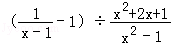 (1/(x-1) - 1) ÷ (x²+2x+1)/(x²-1)